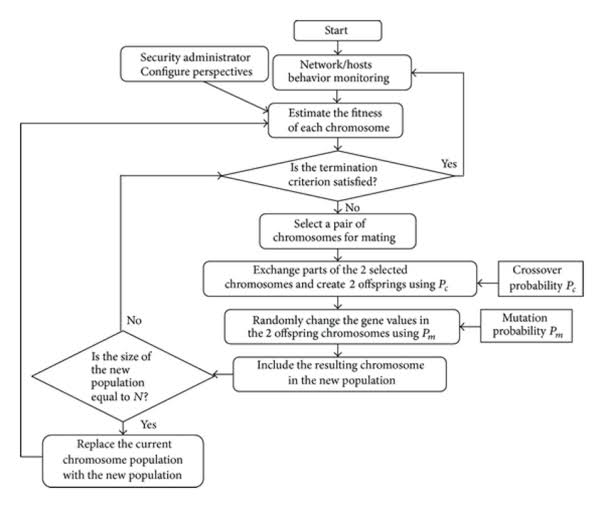 Start
Security administrator
Configure perspectives
Network/hosts
behavior monitoring
Estimate the fitness
of each chromosome
Is the termination
criterion satisfied?
Yes
No
Select a pair of
chromosomes for mating
Exchange parts of the 2 selected
chromosomes and create 2 offsprings using Pc
Crossover
probability Pc
Randomly change the gene values in
the 2 offspring chromosomes using Pm
Mutation
probability Pm
Include the resulting chromosome
in the new population
No
Is the size of
the new
population
equal to N?
Yes
Replace the current
chromosome population
with the new population